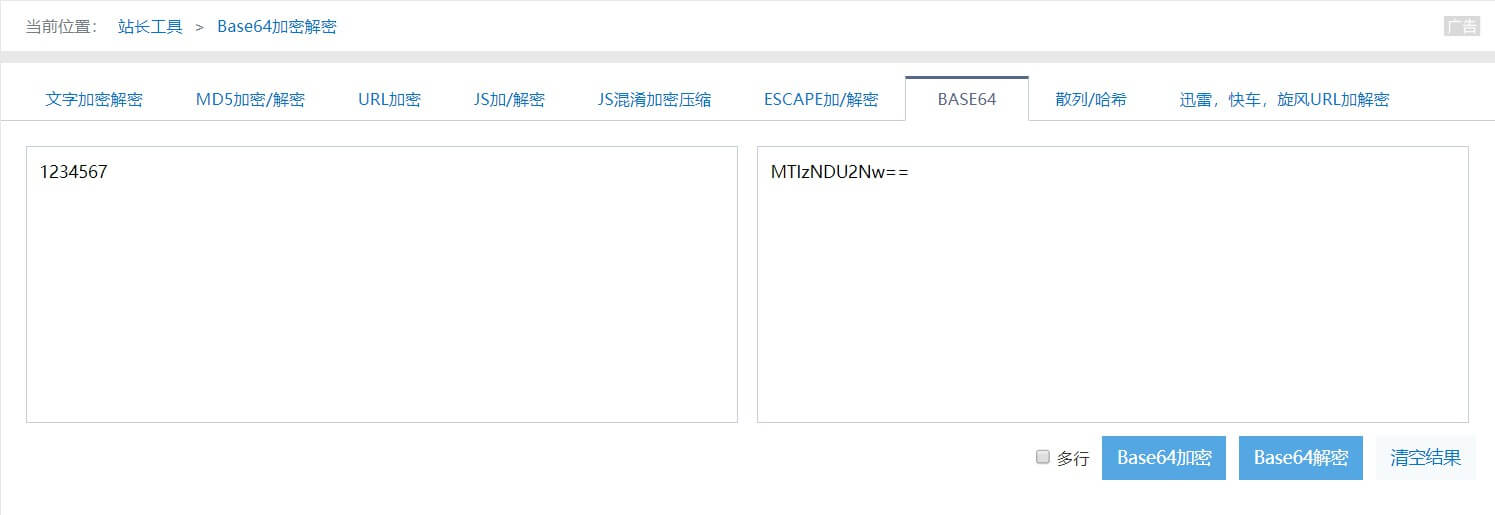 当前位置： 站长工具 > Base64加密解密
广告
文字加密解密 MD5加密/解密 URL加密 JS加/解密 JS混淆加密压缩 ESCAPE加/解密 BASE64 散列/哈希 迅雷，快车，旋风URL加解密
1234567
MTIzNDU2Nw==
多行 Base64加密 Base64解密 清空结果